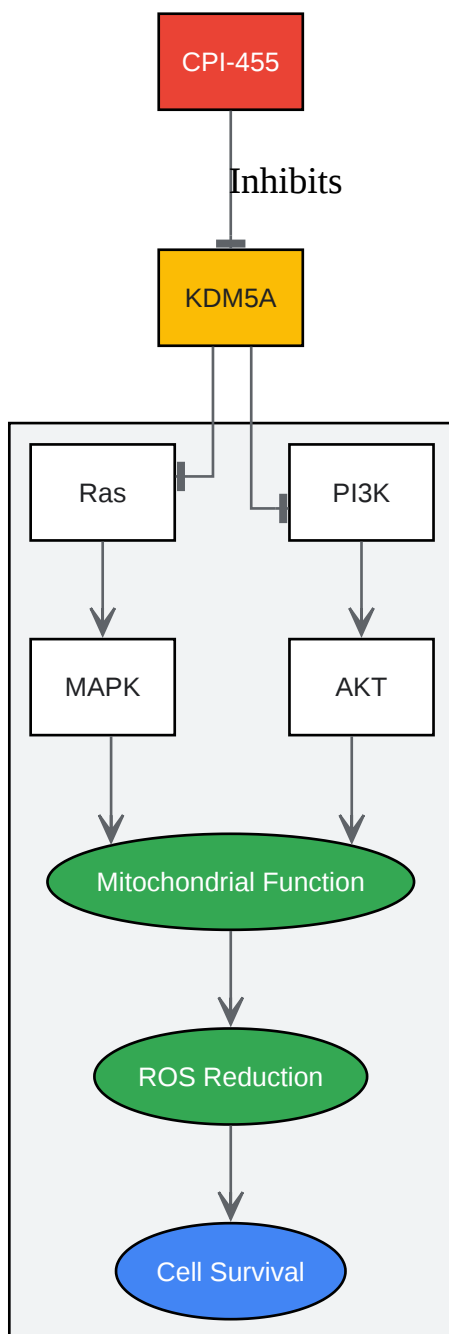 CPI-455
Inhibits
KDM5A
Ras
PI3K
MAPK
AKT
Mitochondrial Function
ROS Reduction
Cell Survival